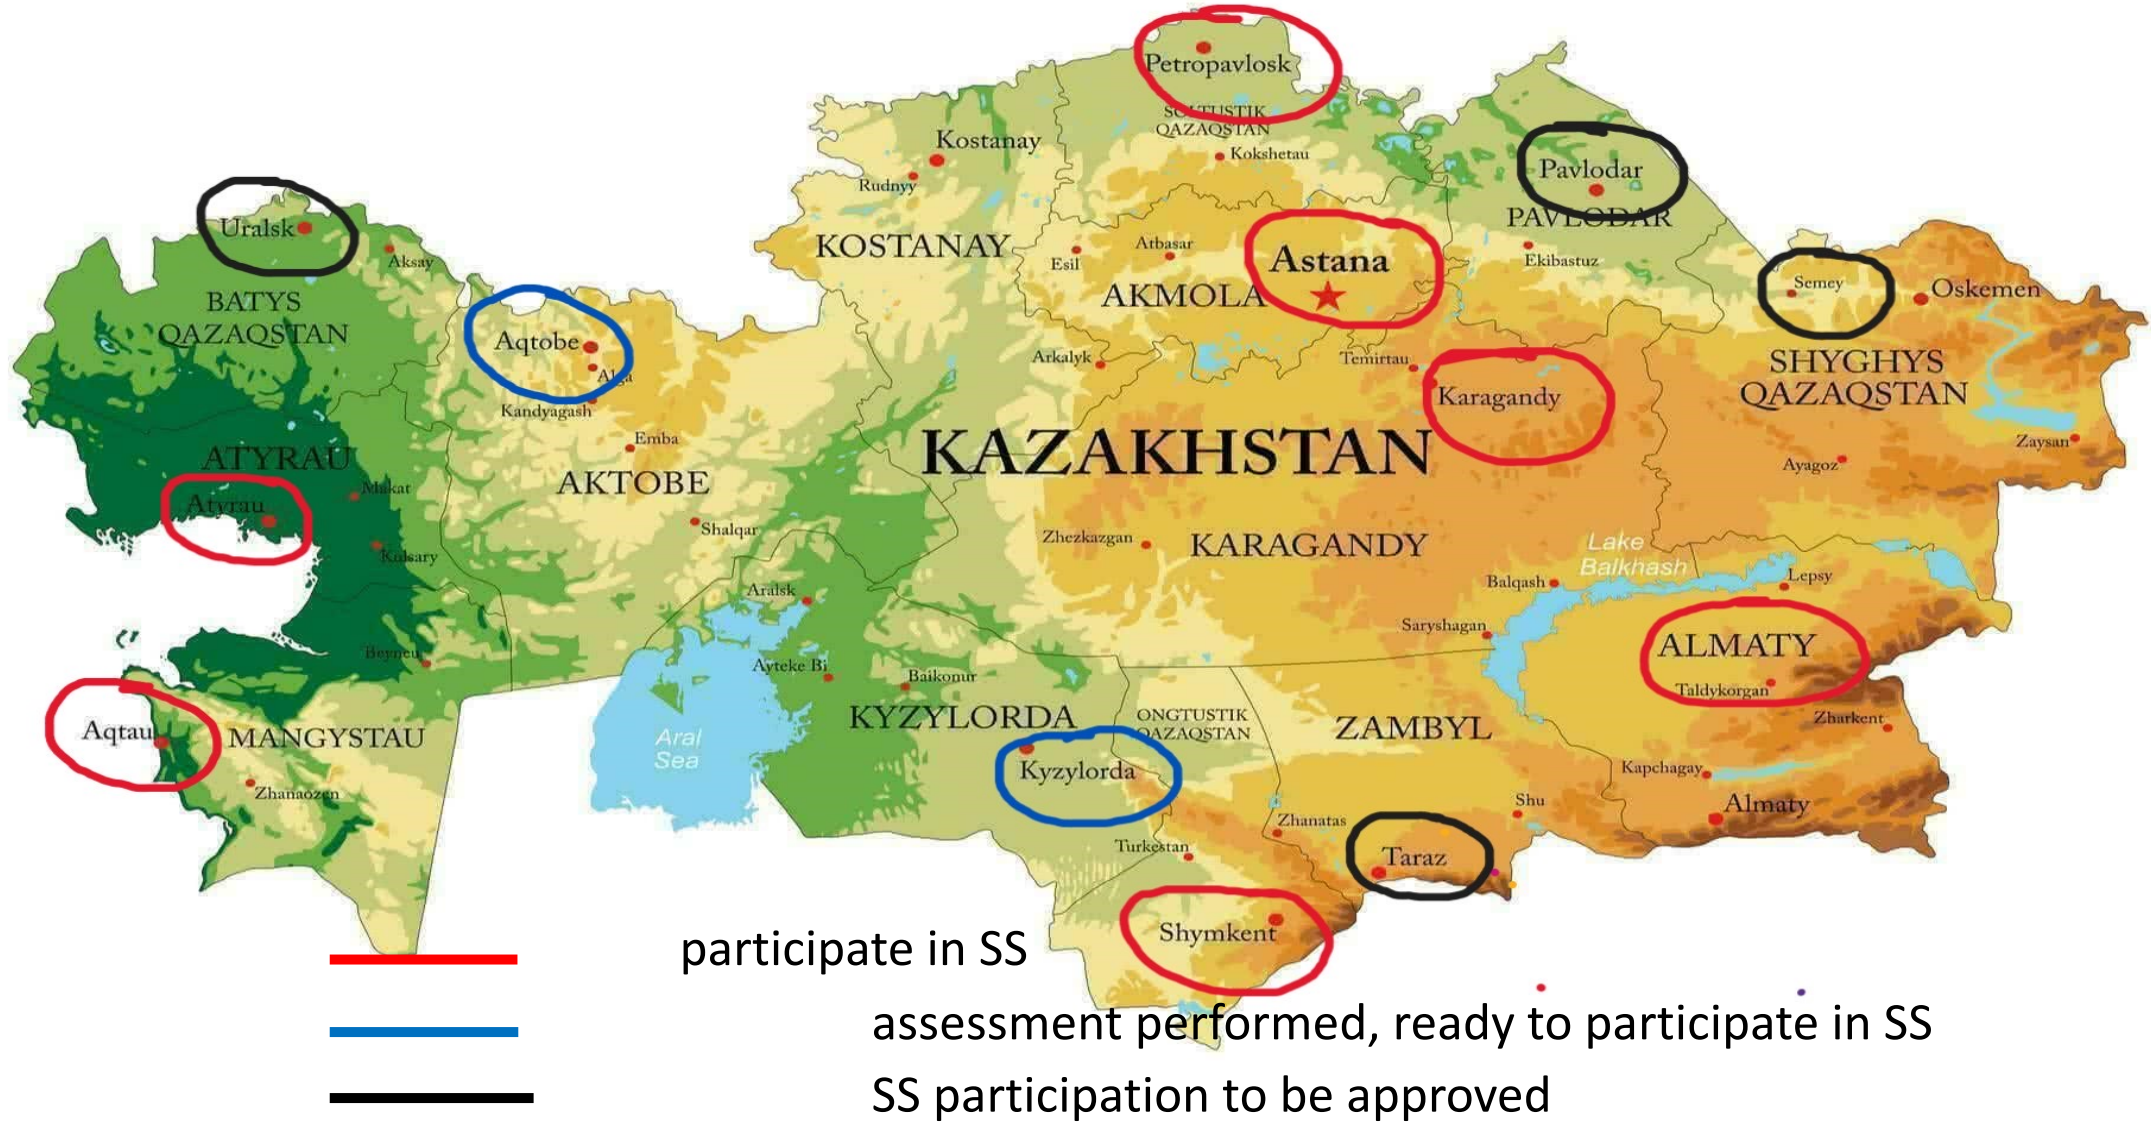 Petropavlosk
SOLTUSTIK
QAZAQSTAN
Kostanay
Kokshetau
Rudnyy
Pavlodar
PAVLODAR
Uralsk
Aksay
KOSTANAY
Atbasar
Esil
Astana
AKMOLA
Ekibastuz
Semey
Oskemen
BATYS
QAZAQSTAN
Aqtobe
Alga
Kandyagash
Arkalyk
Temirtau
Karagandy
SHYGHYS
QAZAQSTAN
Emba
KAZAKHSTAN
Zaysan
ATYRAU
Ayagoz
Makat
AKTOBE
Atyrau
Shalqar
Zhezkazgan
KARAGANDY
Lake
Balkhash
Kulsary
Aralsk
Balqash
Lepsy
Saryshagan
ALMATY
Beyneu
Ayteke Bi
Baikonur
Taldykorgan
Aqtau
MANGYSTAU
Aral
Sea
KYZYLORDA
ONGTUSTIK
QAZAQSTAN
ZAMBYL
Zharkent
Kyzylorda
Kapchagay
Zhanaozen
Shu
Almaty
Zhanatas
Turkestan
Taraz
Shymkent
participate in SS
assessment performed, ready to participate in SS
SS participation to be approved